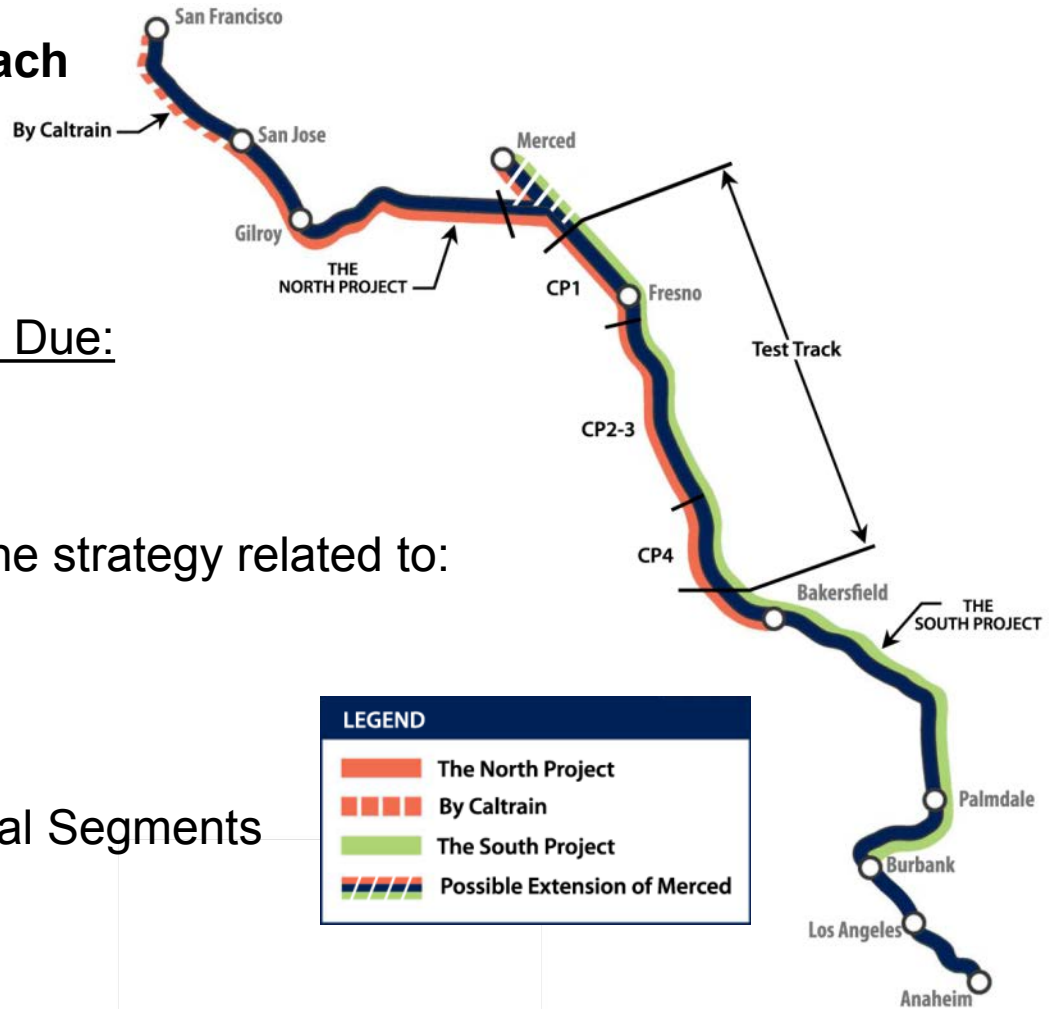 San Francisco
ach
By Caltrain
San Jose
Merced
Gilroy
THE
NORTH PROJECT
CP1
Fresno
Due:
Test Track
CP2-3
ne strategy related to:
CP4
Bakersfield
THE
SOUTH PROJECT
LEGEND
The North Project
By Caltrain
The South Project
Possible Extension of Merced
al Segments
Palmdale
Burbank
Los Angeles
Anaheim